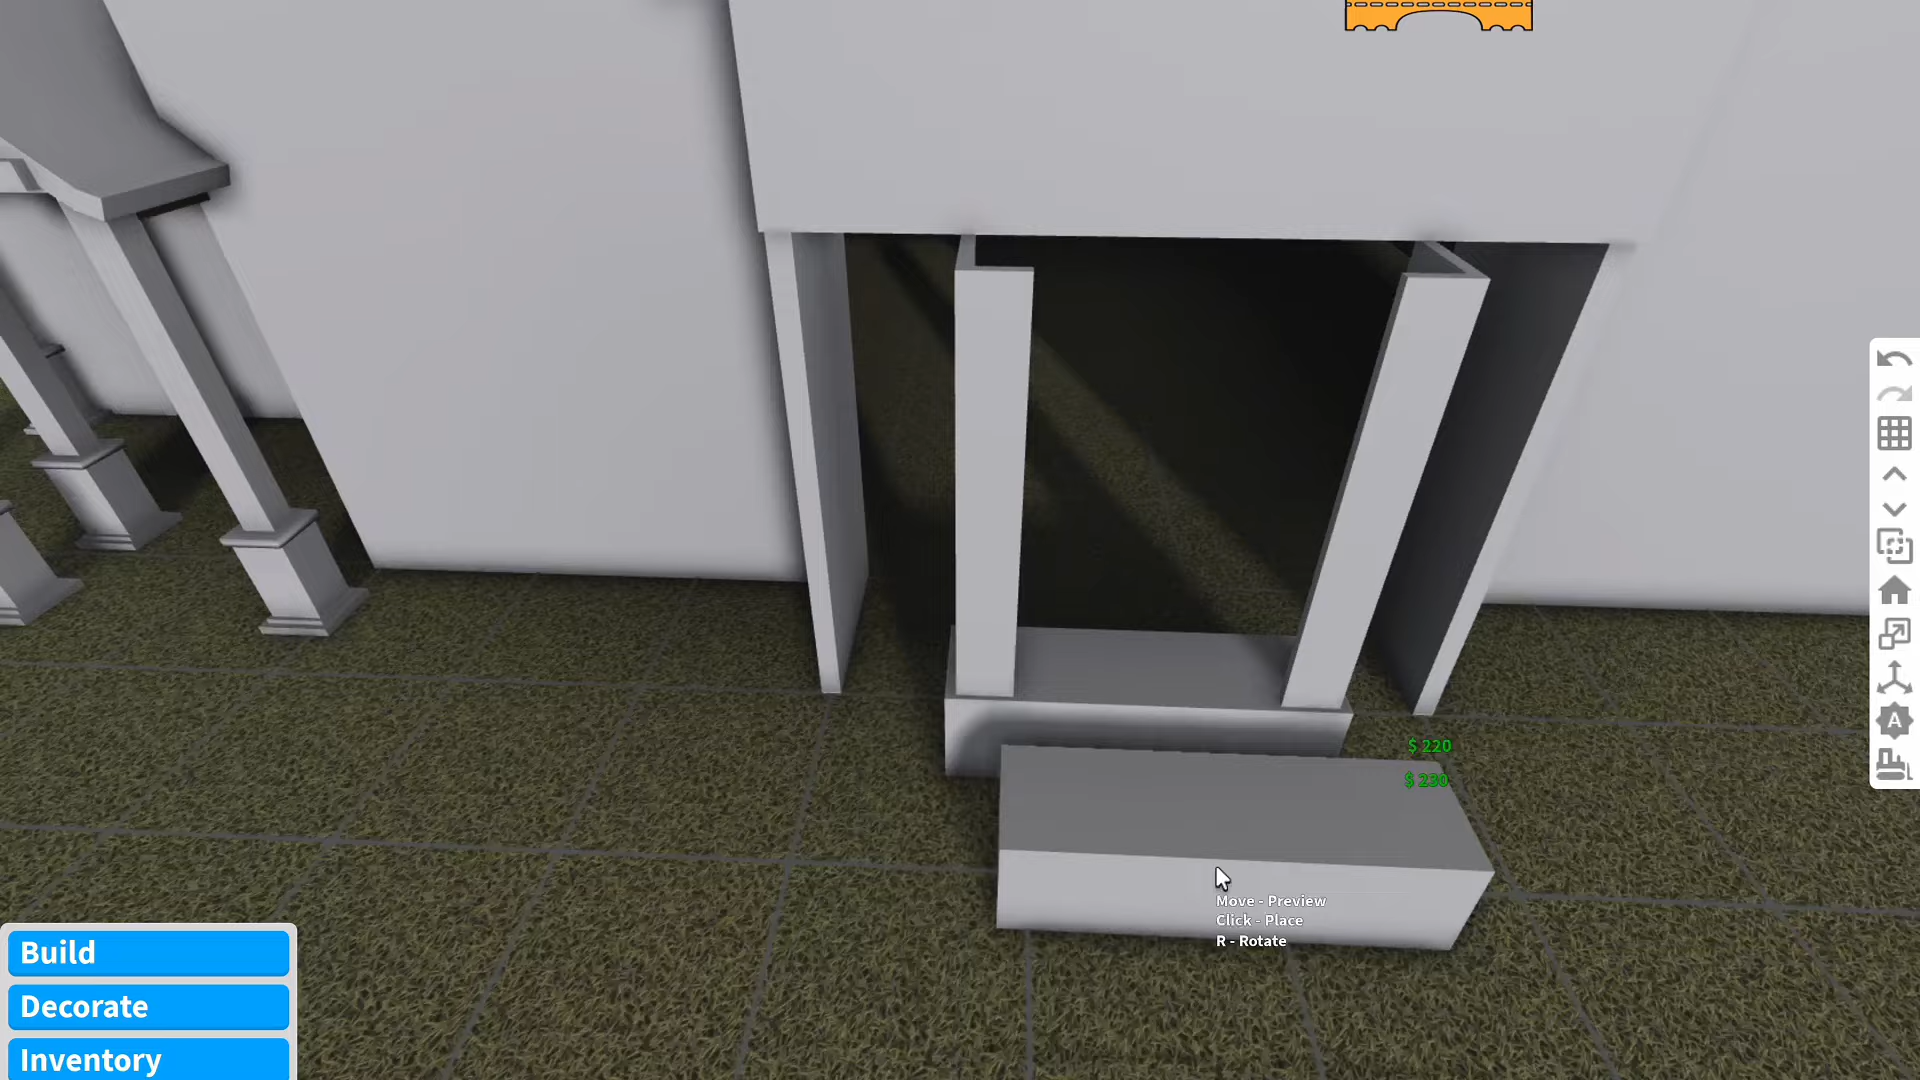 $ 220
$ 230
Move - Preview
Click - Place
R - Rotate
Build
Decorate
Inventory
A